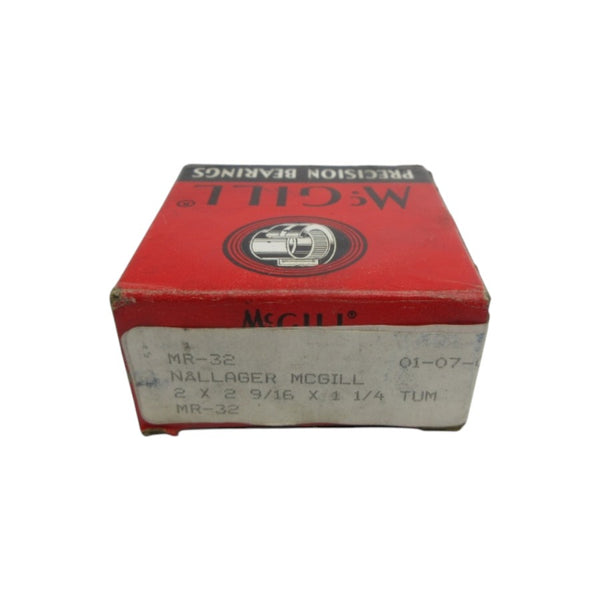 PRECISION BEARINGS
McGILL®
McGILL®
MR-32 01-07-
NÅLLAGER MCGILL
2 X 2 9/16 X 1 1/4 TUM
MR-32